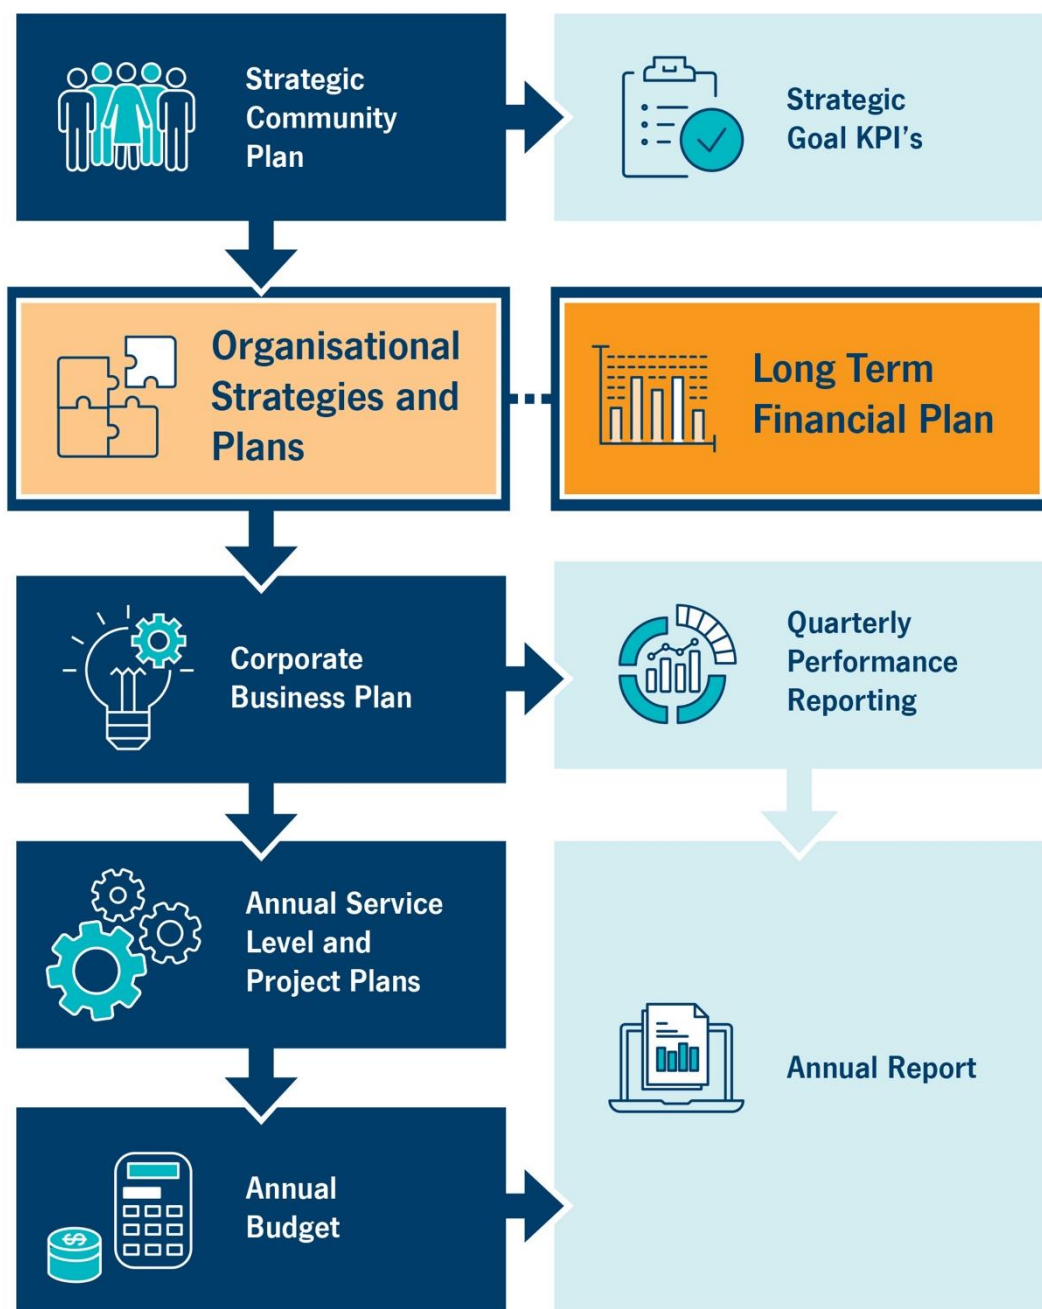 Strategic
Community
Plan
Strategic
Goal KPI's
Organisational
Strategies and
Plans
Long Term
Financial Plan
Corporate
Business Plan
Quarterly
Performance
Reporting
Annual Service
Level and
Project Plans
Annual Report
Annual
Budget
$